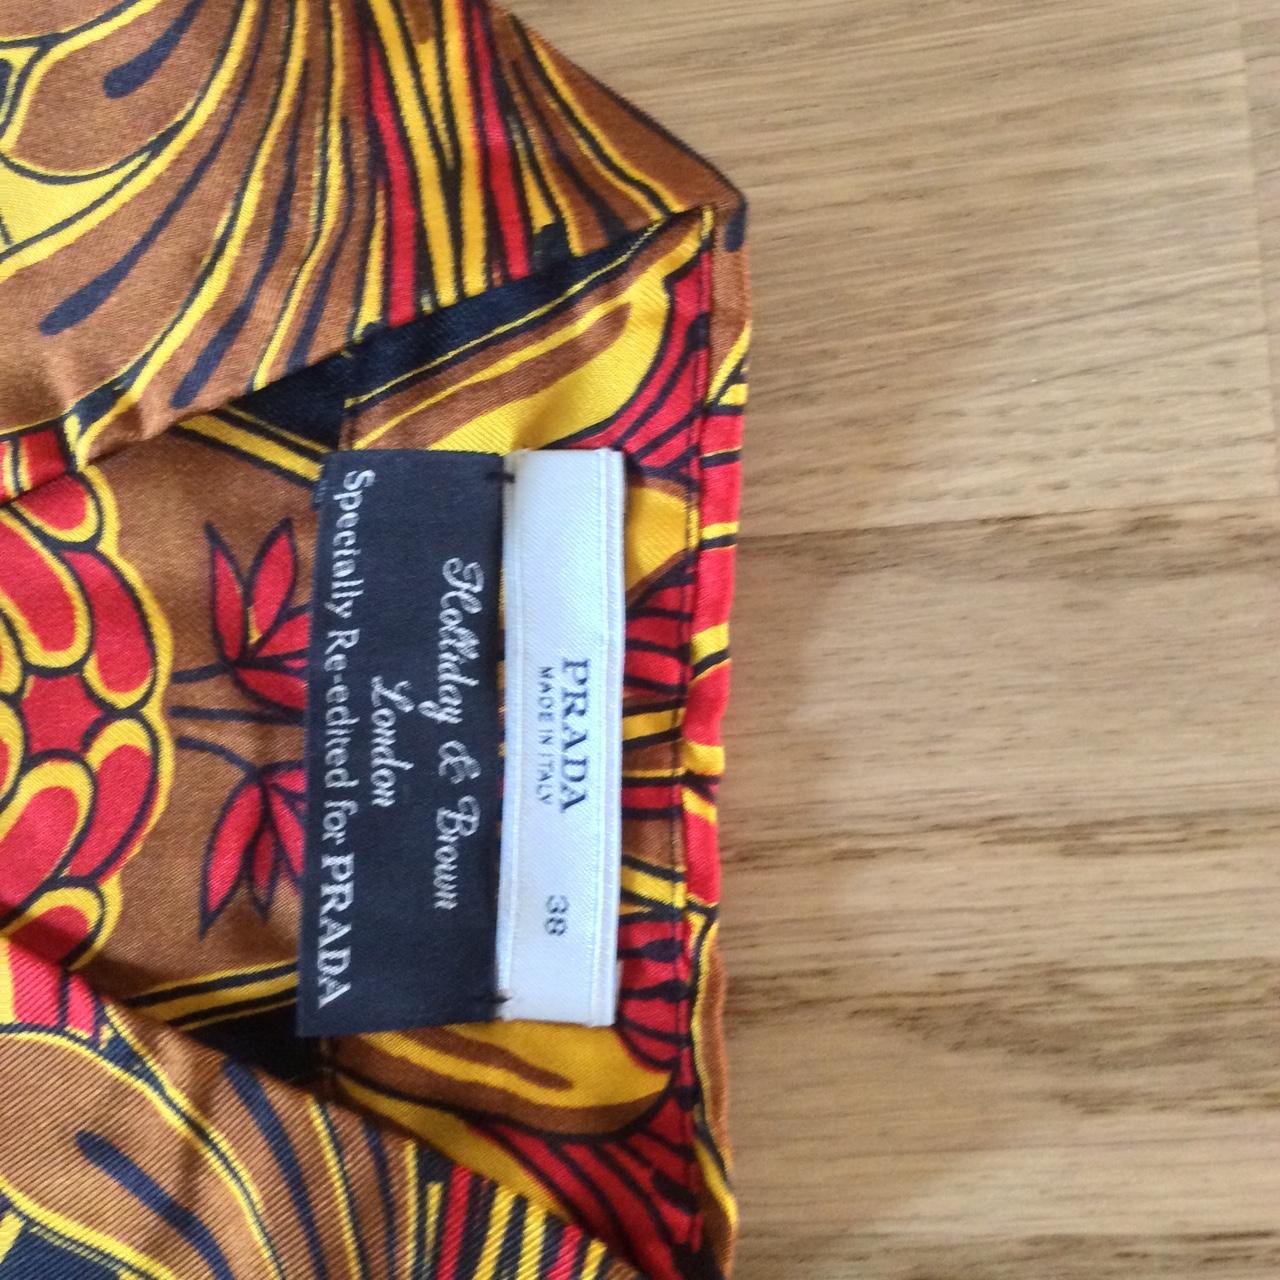 PRADA
MADE IN ITALY
38
Holliday & Brown
London
Specially Re-edited for PRADA